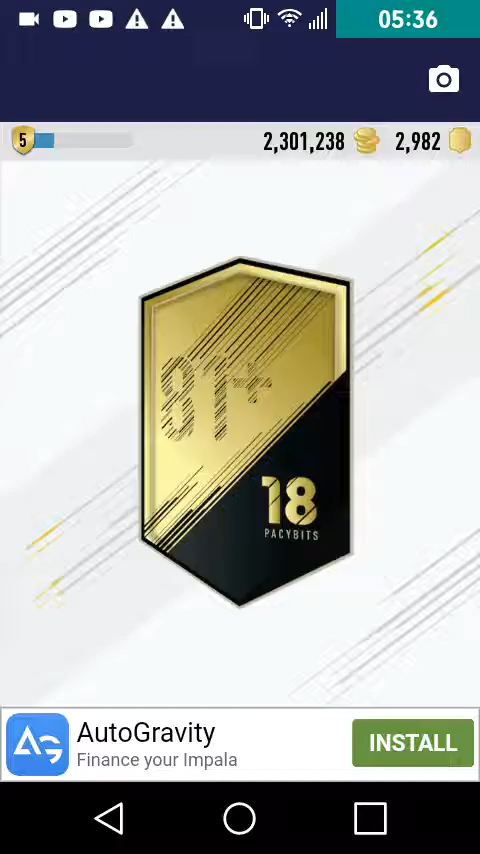 05:36
5
2,301,238
2,982
81+
18
PACYBITS
AutoGravity
Finance your Impala
INSTALL